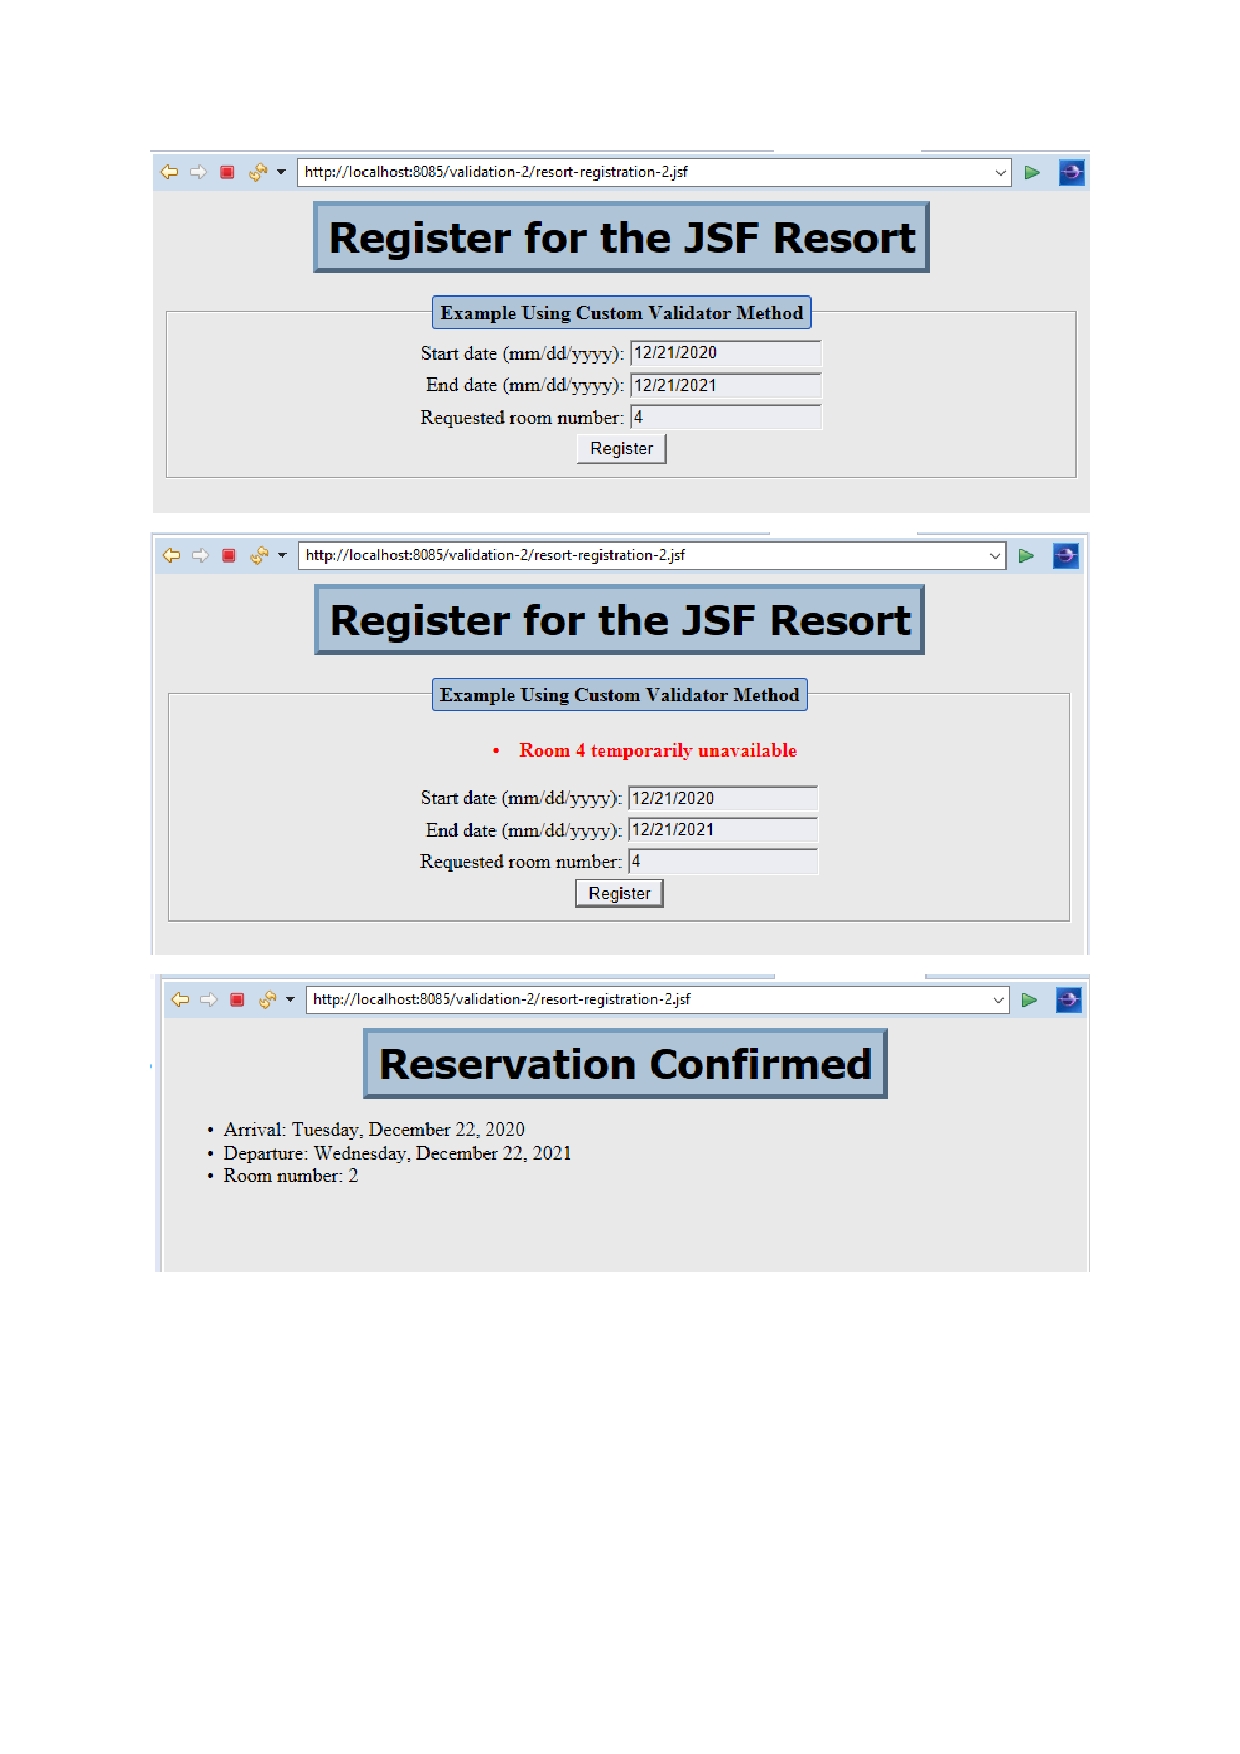 http://localhost:8085/validation-2/resort-registration-2.jsf
Register for the JSF Resort
Example Using Custom Validator Method
Start date (mm/dd/yyyy): 12/21/2020
End date (mm/dd/yyyy): 12/21/2021
Requested room number: 4
Register
http://localhost:8085/validation-2/resort-registration-2.jsf
Register for the JSF Resort
Example Using Custom Validator Method
• Room 4 temporarily unavailable
Start date (mm/dd/yyyy): 12/21/2020
End date (mm/dd/yyyy): 12/21/2021
Requested room number: 4
Register
http://localhost:8085/validation-2/resort-registration-2.jsf
Reservation Confirmed
• Arrival: Tuesday, December 22, 2020
• Departure: Wednesday, December 22, 2021
• Room number: 2